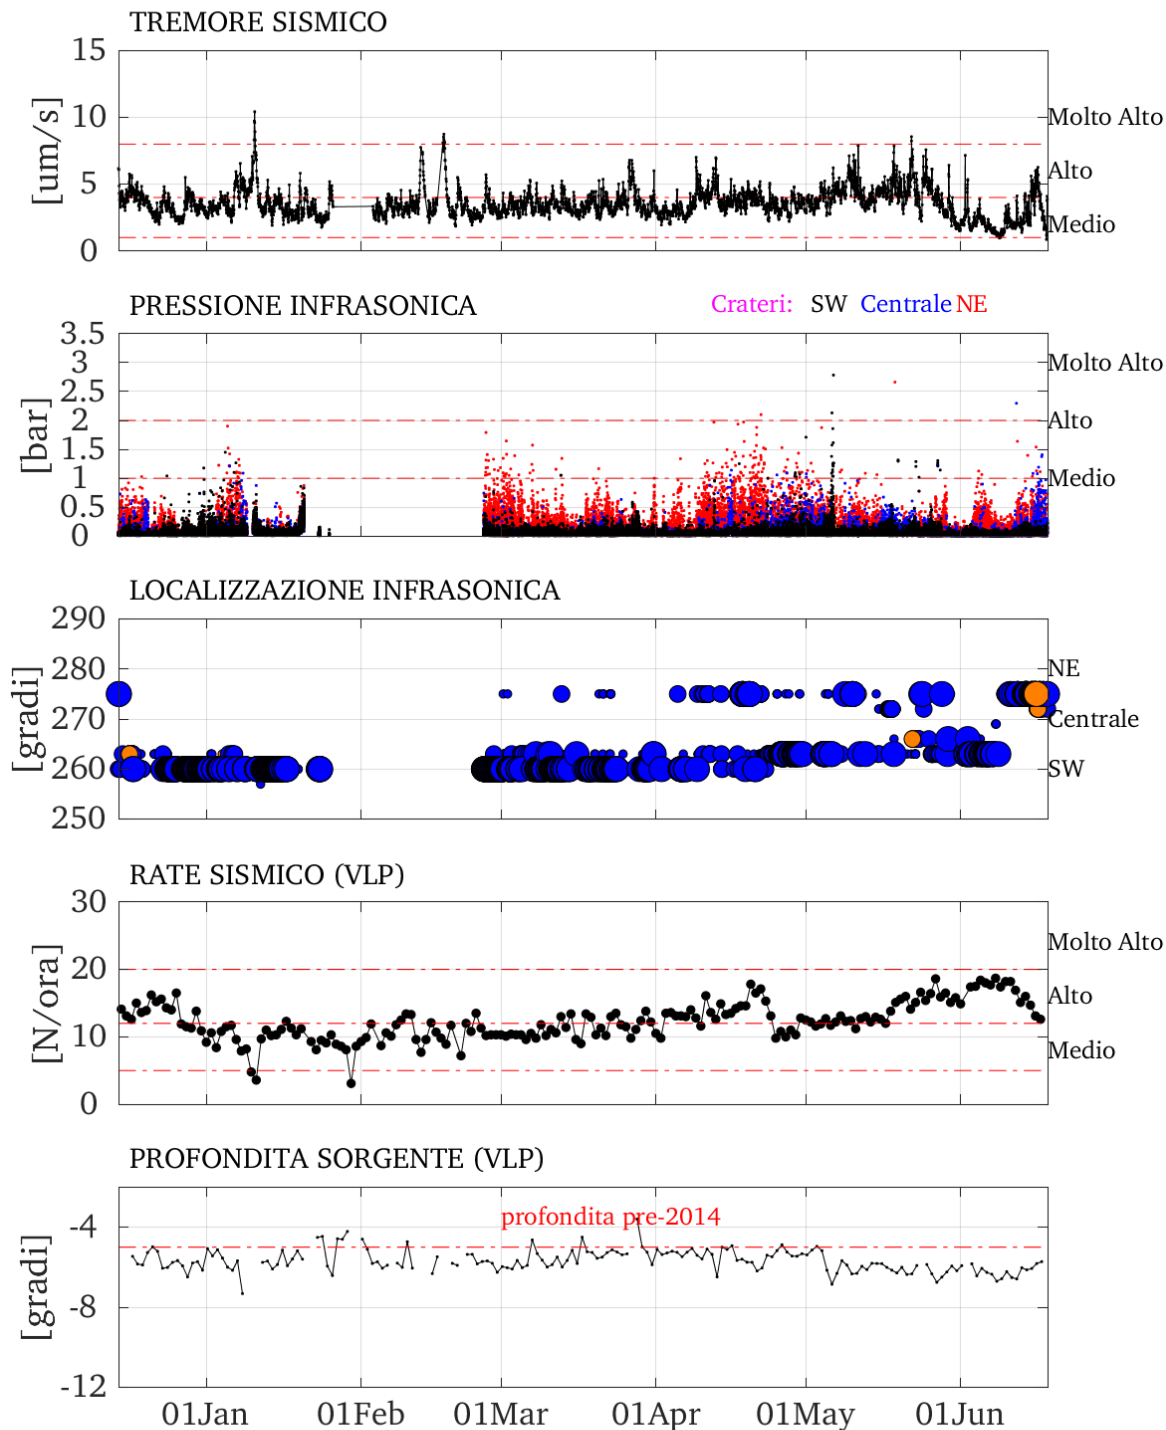 TREMORE SISMICO
15
10
5
0
[um/s]
Molto Alto
Alto
Medio
PRESSIONE INFRASONICA
Crateri: SW Centrale NE
3.5
3
2.5
2
1.5
1
0.5
0
[bar]
Molto Alto
Alto
Medio
LOCALIZZAZIONE INFRASONICA
290
280
270
260
250
[gradi]
NE
Centrale
SW
RATE SISMICO (VLP)
30
20
10
0
[N/ora]
Molto Alto
Alto
Medio
PROFONDITA SORGENTE (VLP)
profondita pre-2014
-4
-8
-12
[gradi]
01Jan 01Feb 01Mar 01Apr 01May 01Jun